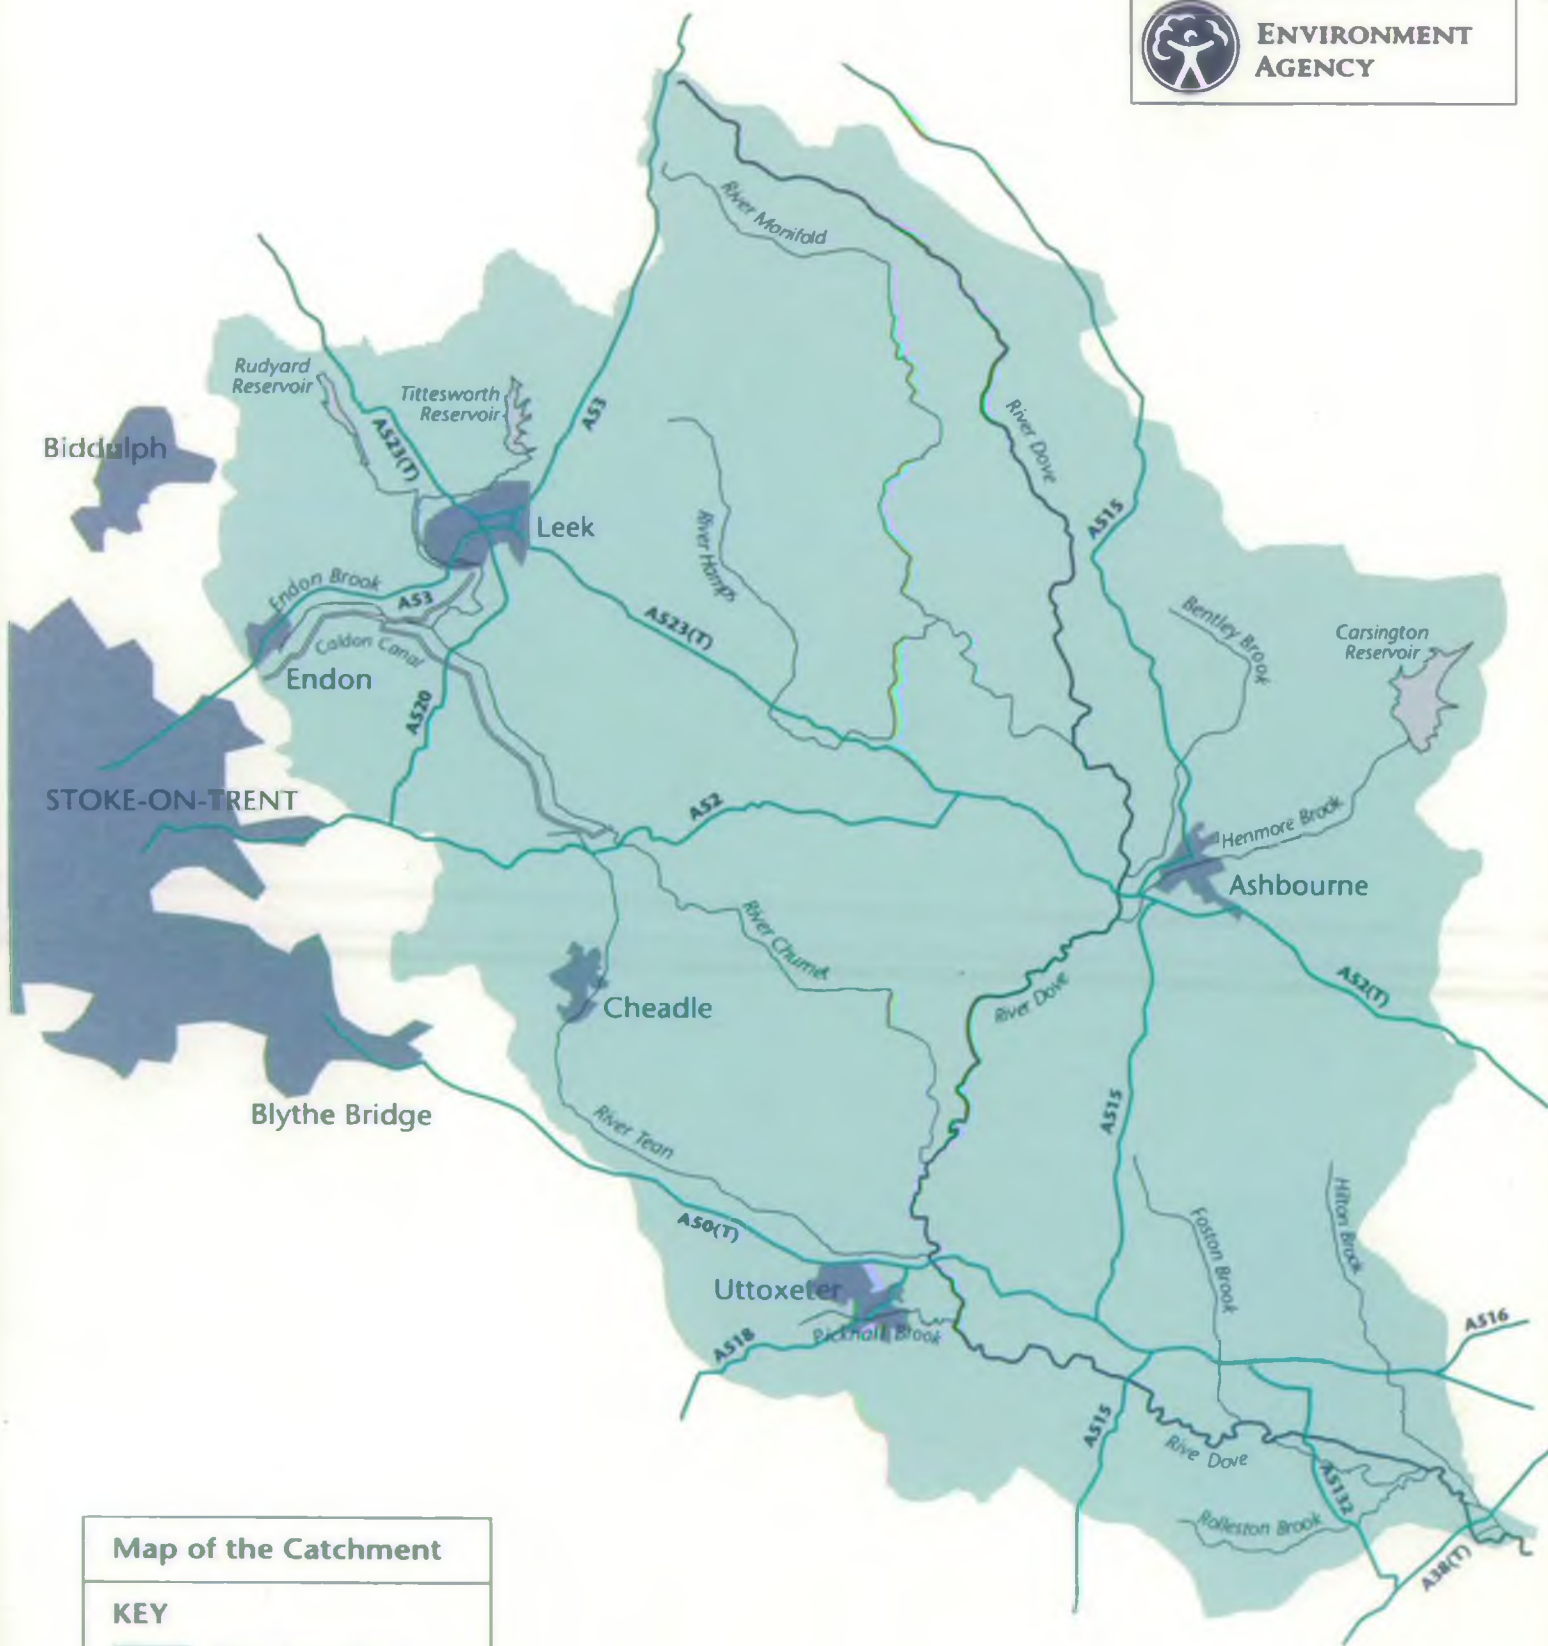 ENVIRONMENT
AGENCY
River Manifold
Rudyard
Reservoir
Tittesworth
Reservoir
A523(T)
A53
River Dove
Biddulph
A515
Leek
River Hamps
Endon Brook
A53
Caldon Canal
Endon
A523(T)
Bentley Brook
Carsington
Reservoir
A520
STOKE-ON-TRENT
A52
Henmore Brook
Ashbourne
River Churnet
A52(T)
River Dove
Cheadle
Blythe Bridge
River Tean
A515
A50(T)
Foston Brook
Hilton Brook
Uttoxeter
Picknall Brook
A518
A516
A515
Rive Dove
A5132
Rolleston Brook
A38(T)
Map of the Catchment
KEY